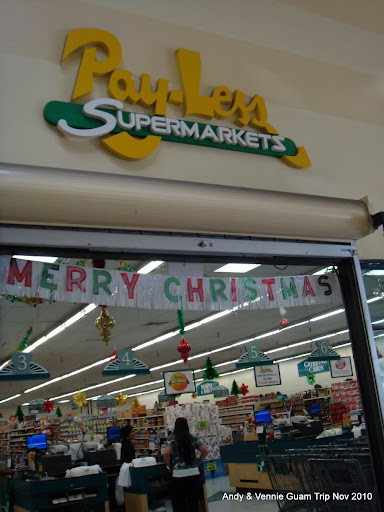 Pay-Less
SUPERMARKETS
MERRY CHRISTMAS
3
4
5
Andy & Vennie Guam Trip Nov 2010